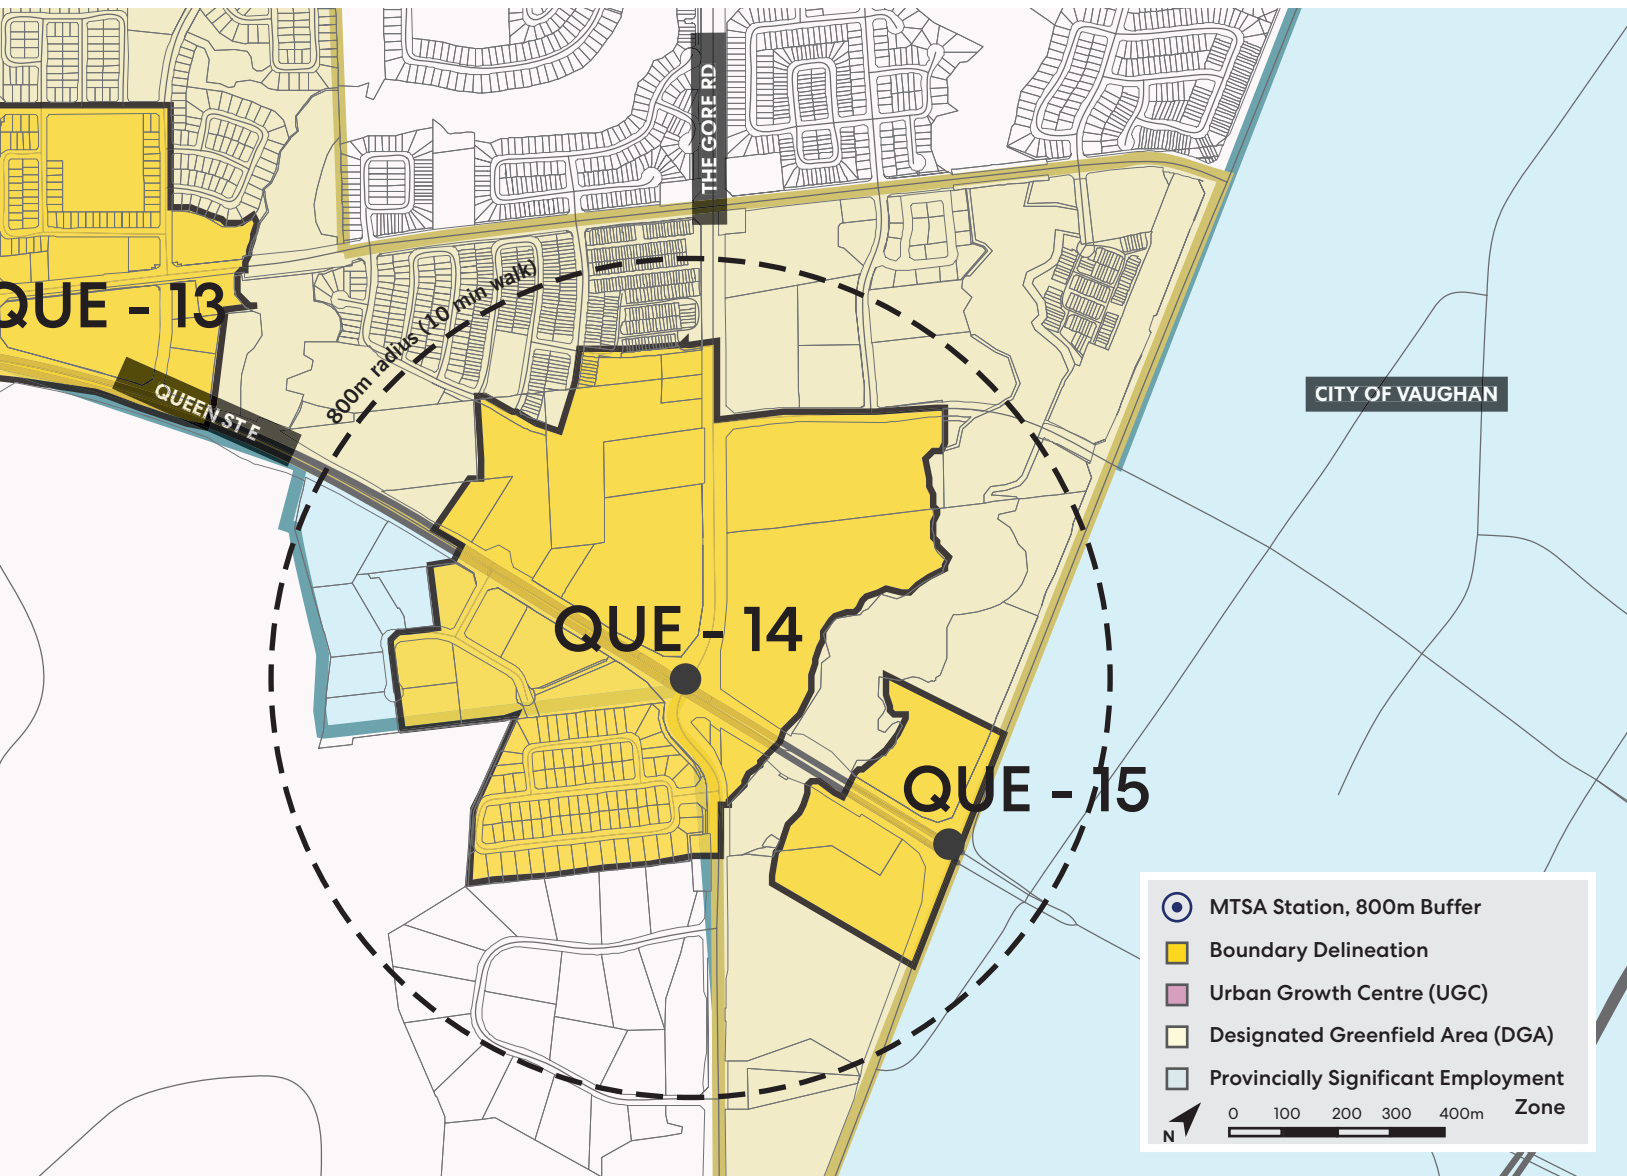 THE GORE RD
800m radius (10 min walk)
QUE - 13
QUEEN ST E
CITY OF VAUGHAN
QUE - 14
QUE - 15
MTSA Station, 800m Buffer
Boundary Delineation
Urban Growth Centre (UGC)
Designated Greenfield Area (DGA)
Provincially Significant Employment
Zone
0 100 200 300 400m
N